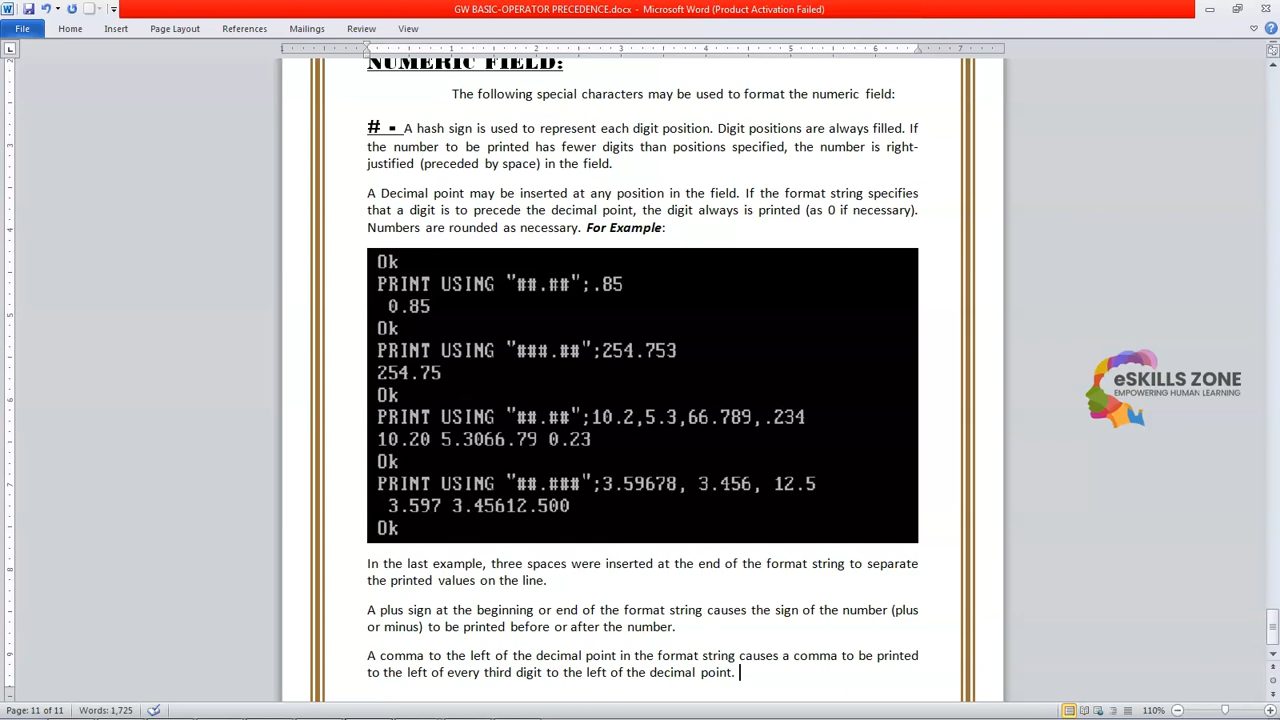 GW BASIC-OPERATOR PRECEDENCE.docx - Microsoft Word (Product Activation Failed)
File Home Insert Page Layout References Mailings Review View
1 1 2 3 4 5 6 7
NUMERIC FIELD:
The following special characters may be used to format the numeric field:
# - A hash sign is used to represent each digit position. Digit positions are always filled. If
the number to be printed has fewer digits than positions specified, the number is right-
justified (preceded by space) in the field.
A Decimal point may be inserted at any position in the field. If the format string specifies
that a digit is to precede the decimal point, the digit always is printed (as 0 if necessary).
Numbers are rounded as necessary. For Example:
Ok
PRINT USING "##.##";.85
0.85
Ok
PRINT USING "###.##";254.753
254.75
Ok
PRINT USING "##.##";10.2,5.3,66.789,.234
10.20 5.3066.79 0.23
Ok
PRINT USING "##.###";3.59678, 3.456, 12.5
3.597 3.45612.500
Ok
eSKILLS ZONE
EMPOWERING HUMAN LEARNING
In the last example, three spaces were inserted at the end of the format string to separate
the printed values on the line.
A plus sign at the beginning or end of the format string causes the sign of the number (plus
or minus) to be printed before or after the number.
A comma to the left of the decimal point in the format string causes a comma to be printed
to the left of every third digit to the left of the decimal point.
Page: 11 of 11 Words: 1,725 110%